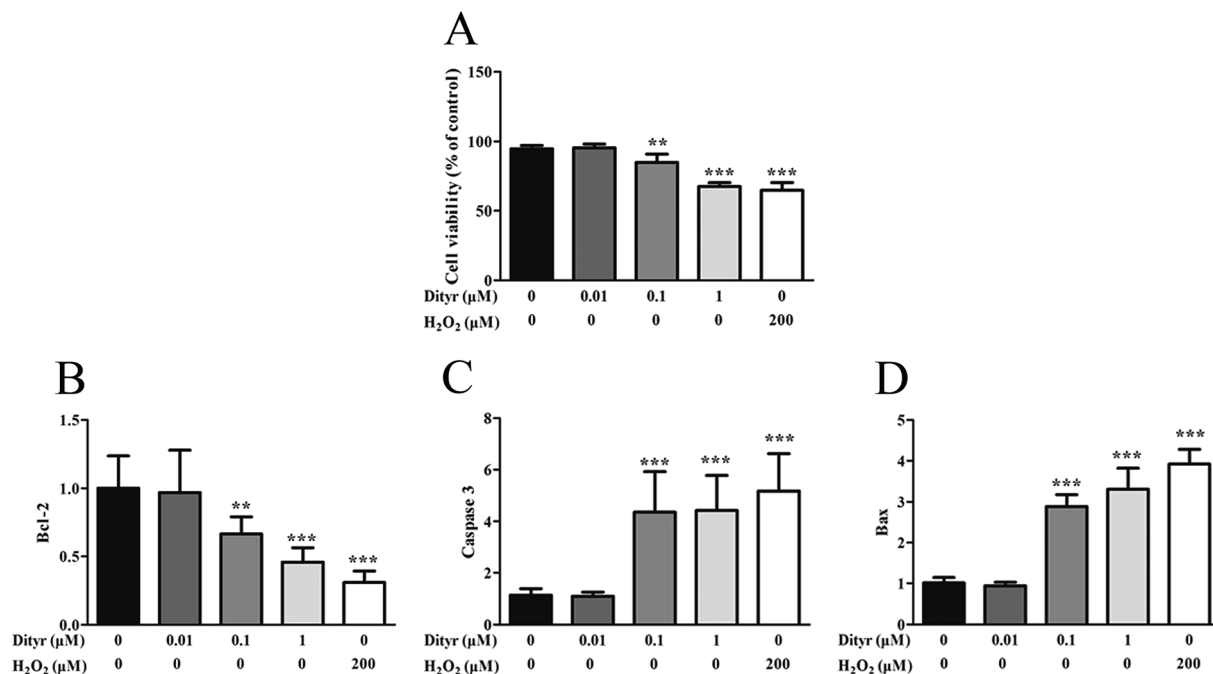 A
Cell viability (% of control)
150
100
50
0
**
***
***
Dityr (µM) 0 0.01 0.1 1 0
H₂O₂ (µM) 0 0 0 0 200
B
Bcl-2
1.5
1.0
0.5
0.0
**
***
***
Dityr (µM) 0 0.01 0.1 1 0
H₂O₂ (µM) 0 0 0 0 200
C
Caspase 3
8
6
4
2
0
***
***
***
Dityr (µM) 0 0.01 0.1 1 0
H₂O₂ (µM) 0 0 0 0 200
D
Bax
5
4
3
2
1
0
***
***
***
Dityr (µM) 0 0.01 0.1 1 0
H₂O₂ (µM) 0 0 0 0 200